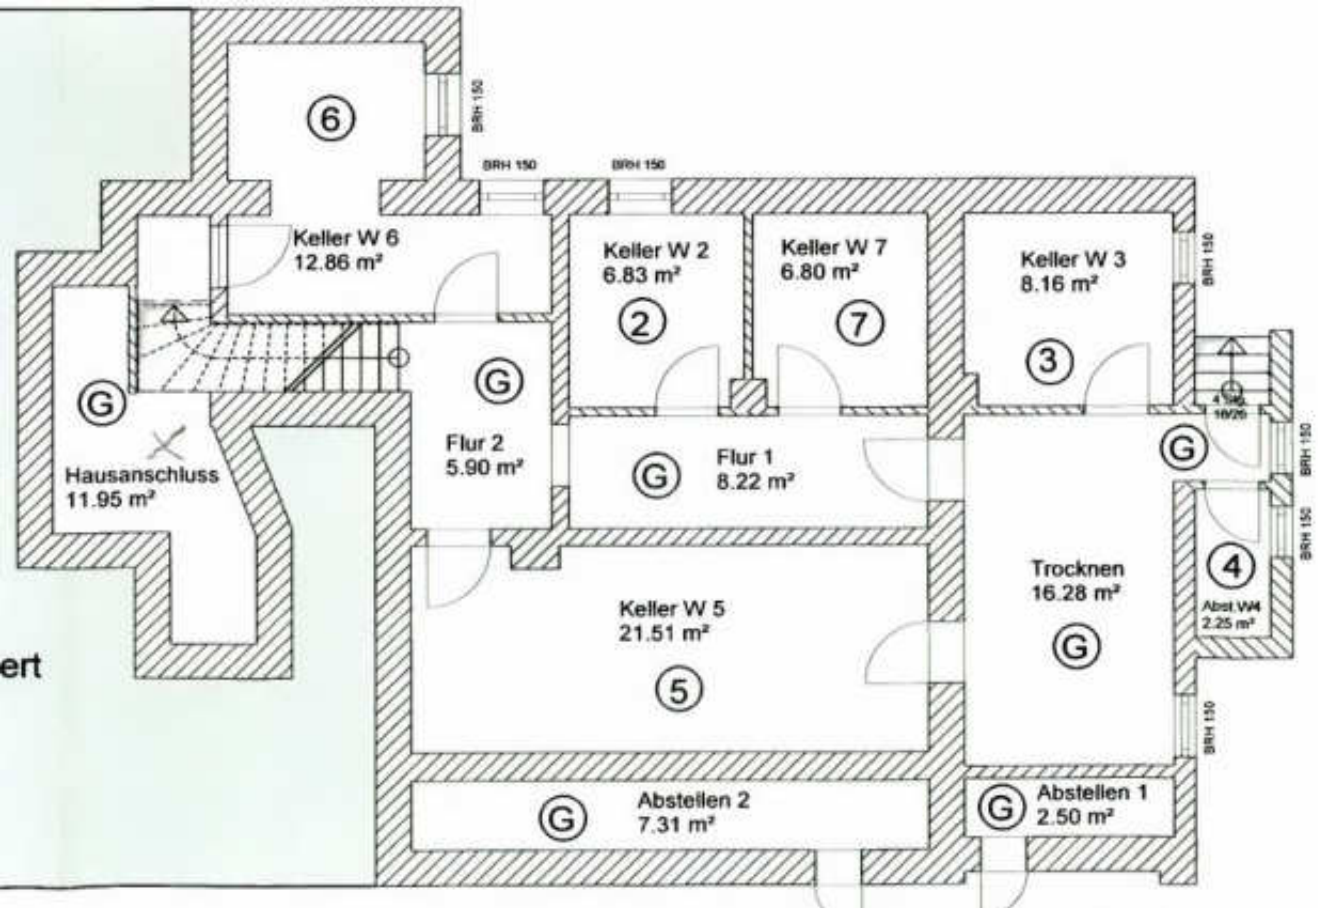 6
BRH 150
BRH 150
BRH 150
Keller W 6
12.86 m²
Keller W 2
6.83 m²
2
Keller W 7
6.80 m²
7
Keller W 3
8.16 m²
3
BRH 150
G
Hausanschluss
11.95 m²
G
Flur 2
5.90 m²
G
Flur 1
8.22 m²
16/26
G
BRH 150
BRH 150
4
Abst.W4
2.25 m²
Trocknen
16.28 m²
G
Keller W 5
21.51 m²
5
ert
BRH 150
G
Abstellen 2
7.31 m²
G
Abstellen 1
2.50 m²